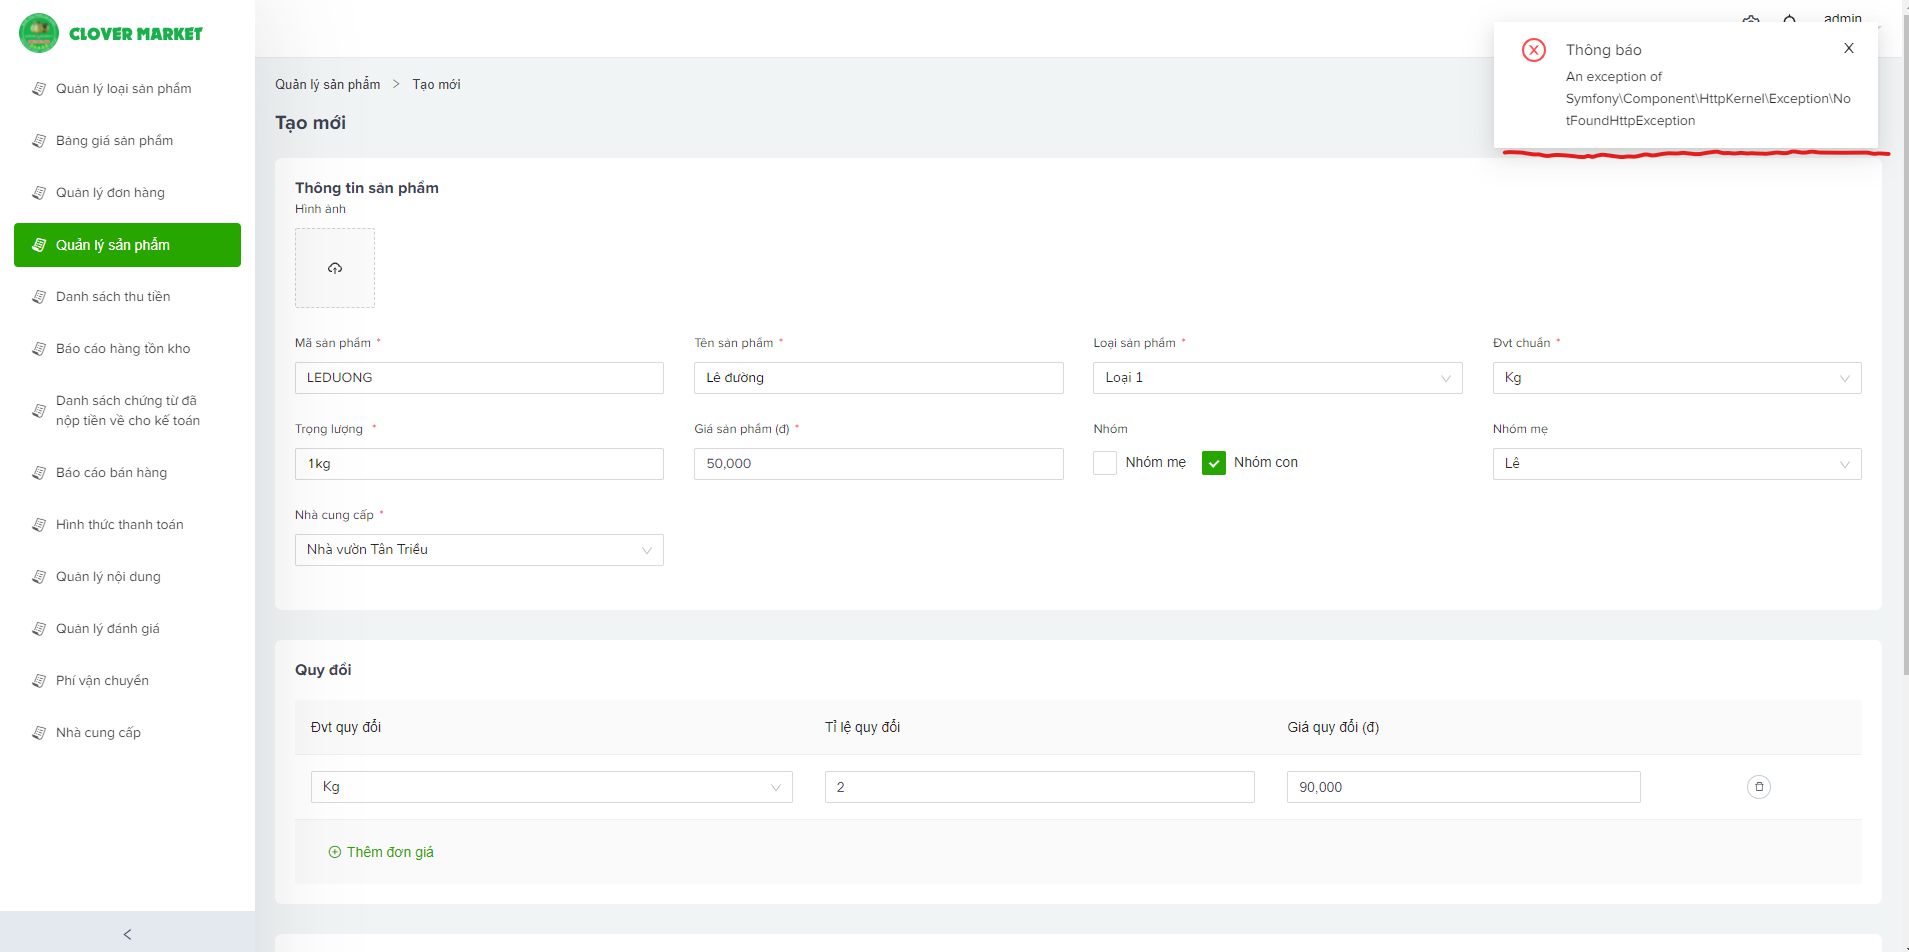 CLOVER MARKET
admin
Quản lý loại sản phẩm
Bảng giá sản phẩm
Quản lý đơn hàng
Quản lý sản phẩm
Danh sách thu tiền
Báo cáo hàng tồn kho
Danh sách chứng từ đã
nộp tiền về cho kế toán
Báo cáo bán hàng
Hình thức thanh toán
Quản lý nội dung
Quản lý đánh giá
Phí vận chuyển
Nhà cung cấp
Quản lý sản phẩm > Tạo mới
Tạo mới
Thông báo
An exception of
Symfony\Component\HttpKernel\Exception\No
tFoundHttpException
Thông tin sản phẩm
Hình ảnh
Mã sản phẩm * Tên sản phẩm * Loại sản phẩm * Đvt chuẩn *
LEDUONG Lê đường Loại 1 Kg
Trọng lượng * Giá sản phẩm (đ) * Nhóm Nhóm mẹ
1kg 50,000 Nhóm mẹ Nhóm con Lê
Nhà cung cấp *
Nhà vườn Tân Triều
Quy đổi
Đvt quy đổi Tỉ lệ quy đổi Giá quy đổi (đ)
Kg 2 90,000
Thêm đơn giá